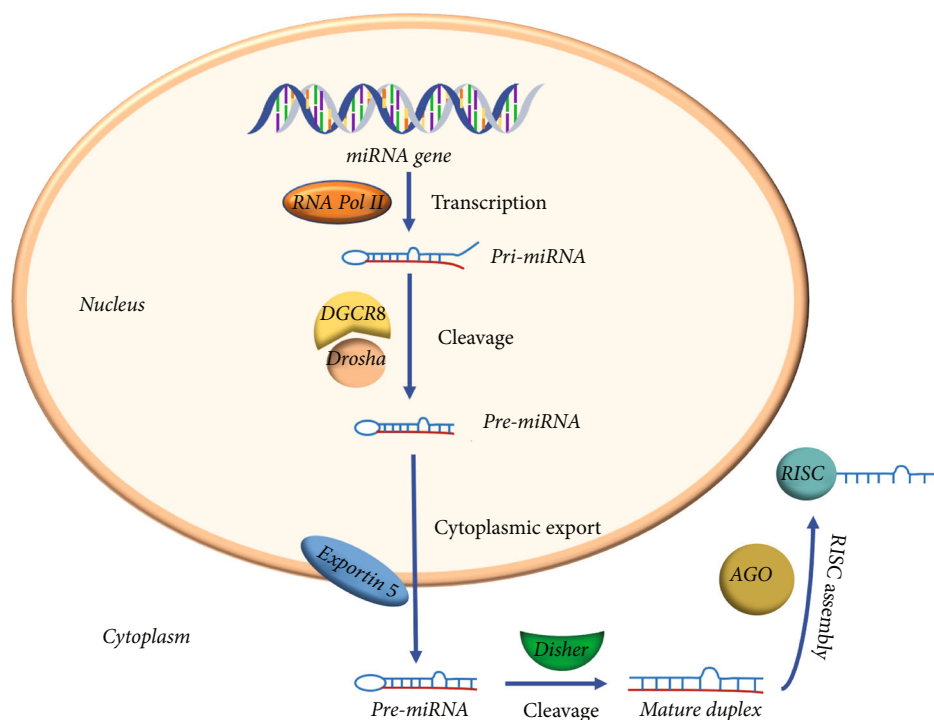 miRNA gene
RNA Pol II
Transcription
Pri-miRNA
Nucleus
DGCR8
Drosha
Cleavage
Pre-miRNA
RISC
Cytoplasmic export
Exportin 5
AGO
RISC assembly
Cytoplasm
Disher
Pre-miRNA
Cleavage
Mature duplex